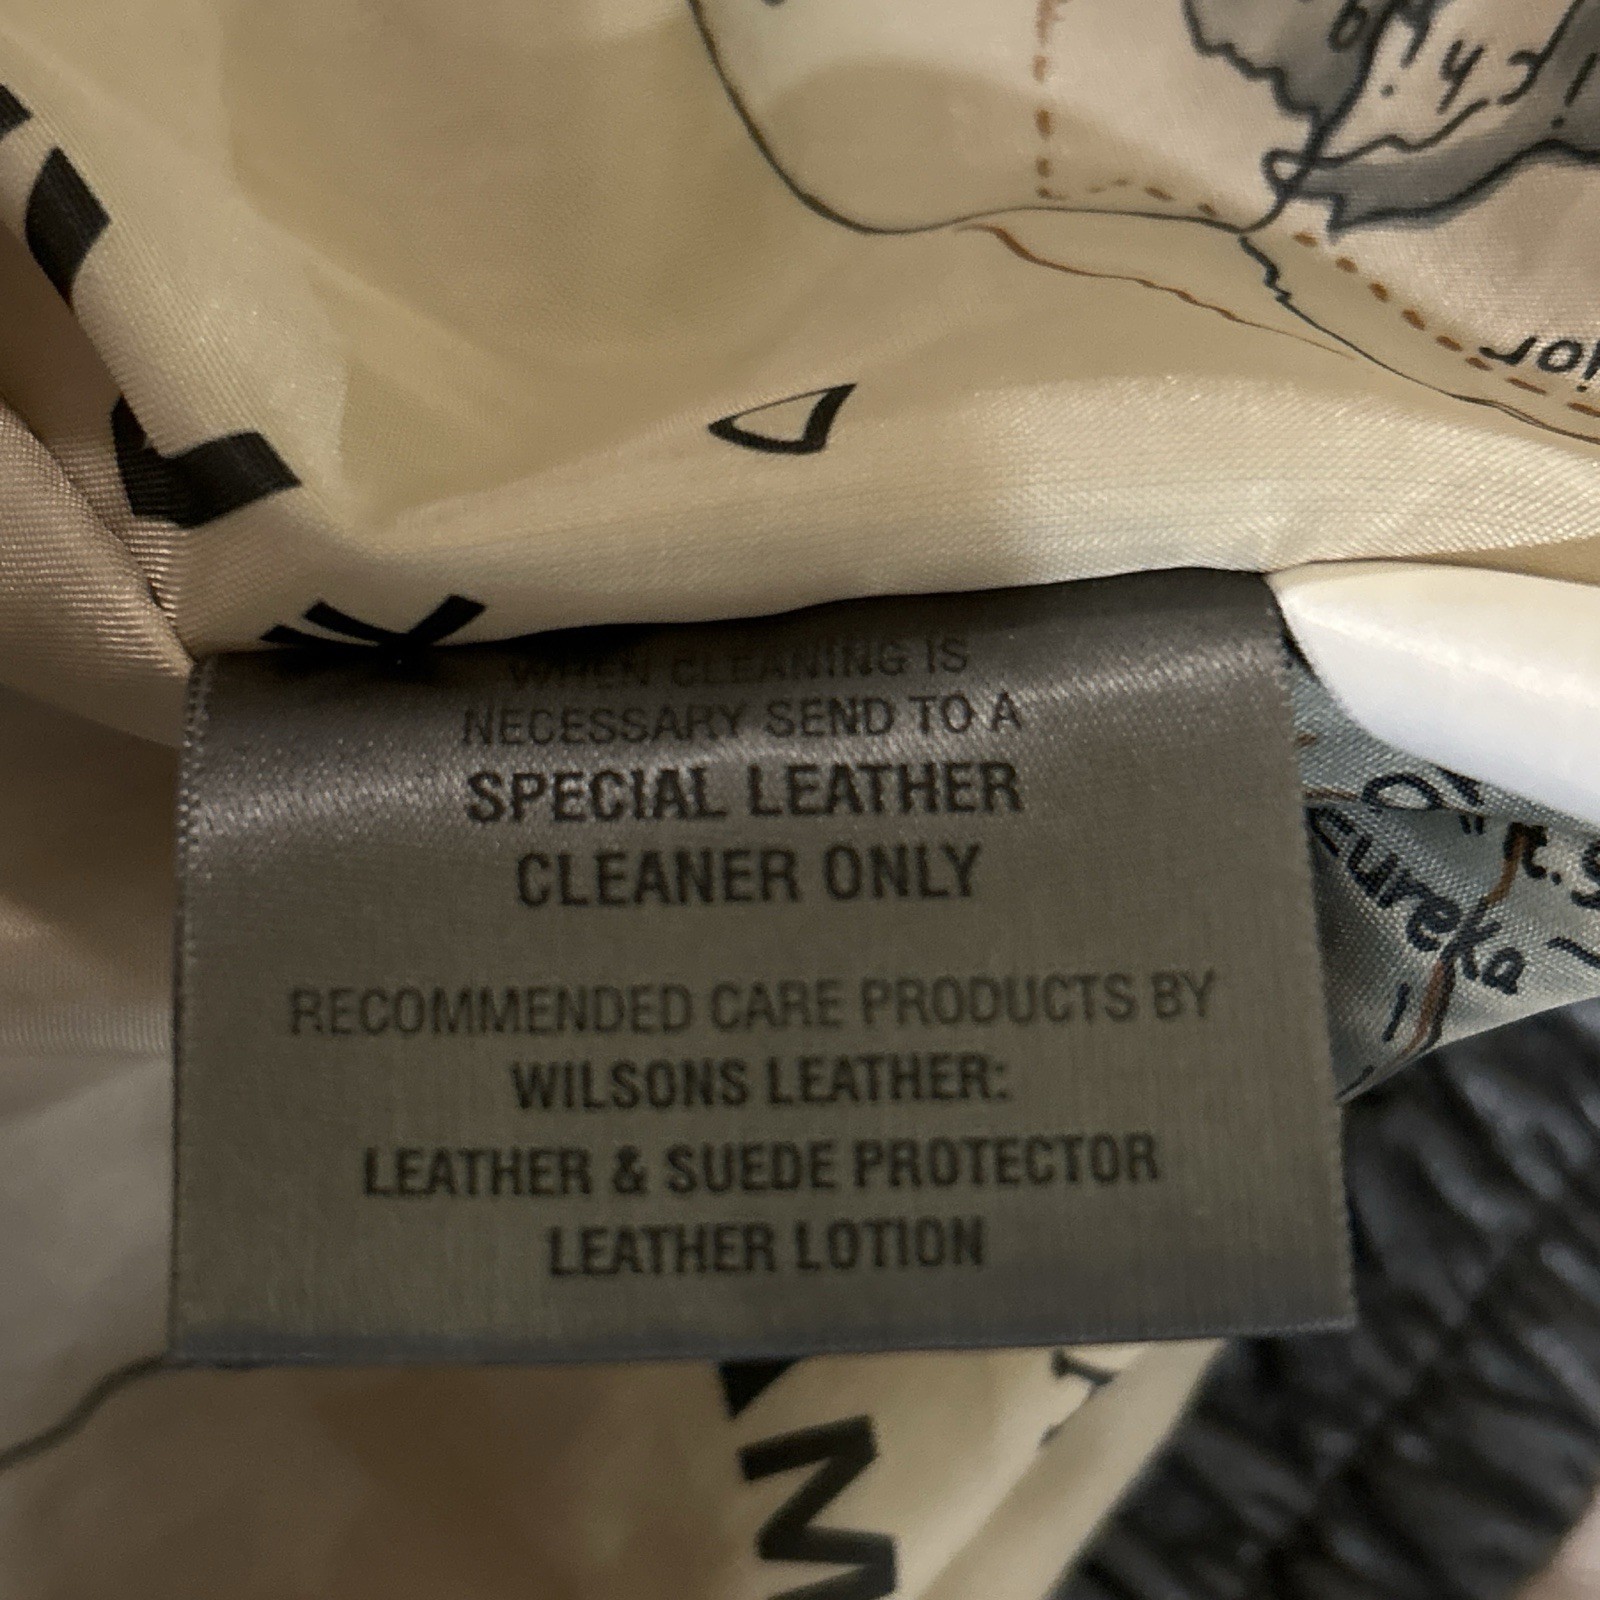 WHEN CLEANING IS
NECESSARY SEND TO A
SPECIAL LEATHER
CLEANER ONLY
RECOMMENDED CARE PRODUCTS BY
WILSONS LEATHER:
LEATHER & SUEDE PROTECTOR
LEATHER LOTION
Eureka